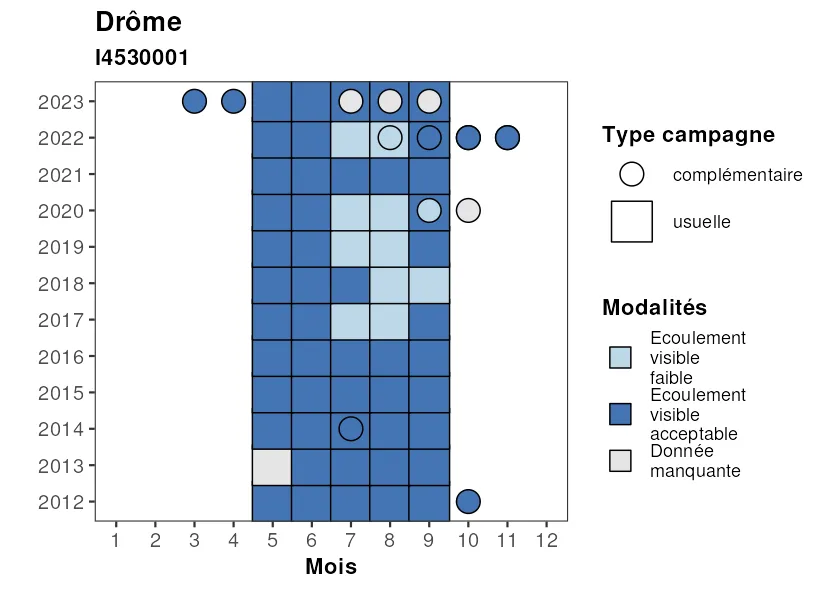 Drôme
I4530001
2023
2022
2021
2020
2019
2018
2017
2016
2015
2014
2013
2012
1 2 3 4 5 6 7 8 9 10 11 12
Mois
Type campagne
complémentaire
usuelle
Modalités
Ecoulement
visible
faible
Ecoulement
visible
acceptable
Donnée
manquante